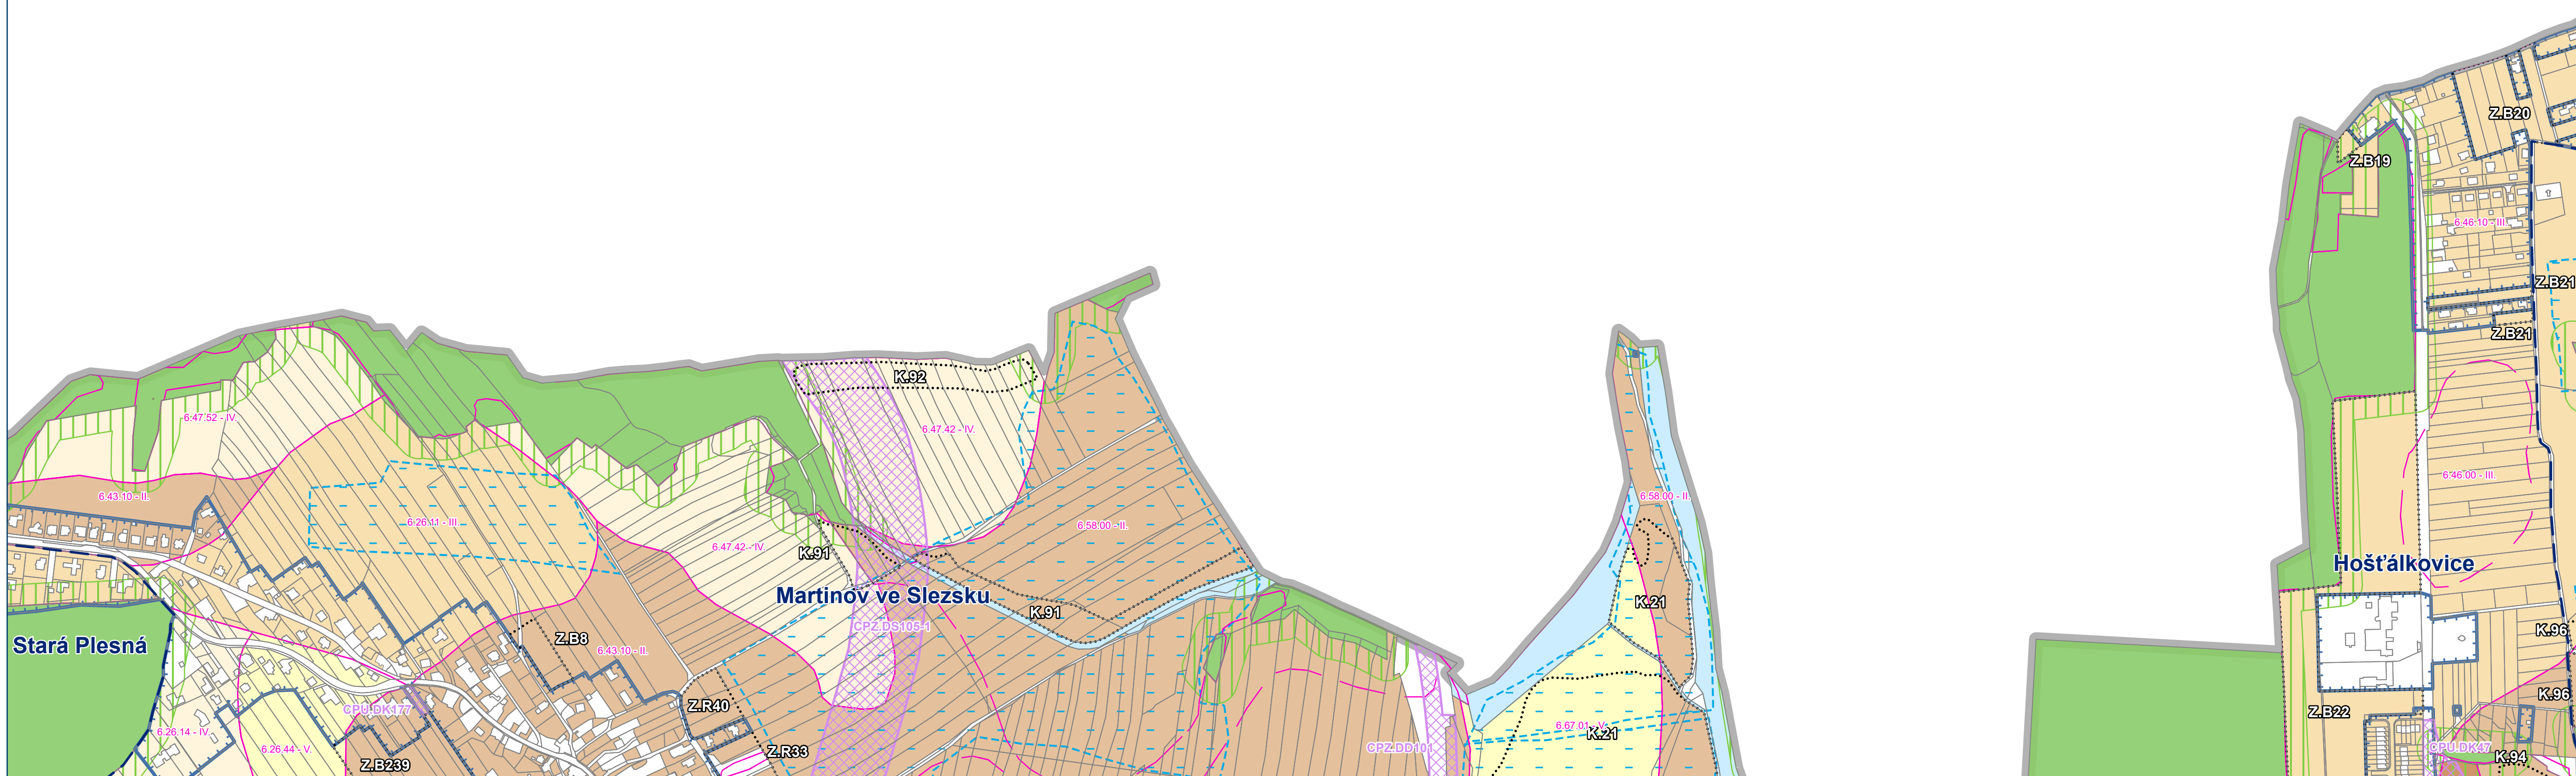 Z.B20
Z.B19
6.46.10 - III.
Z.B21
Z.B21
K.92
6.47.52 - IV.
6.47.42 - IV.
6.46.00 - III.
6.43.10 - II.
6.58.00 - II.
6.26.11 - III.
6.58.00 - II.
6.47.42 - IV.
K.91
Hošťálkovice
Martinov ve Slezsku
K.21
K.91
CPZ.DS105-1
K.96
Z.B8
Stará Plesná
6.43.10 - II.
K.96
Z.R40
CPU.DK177
Z.B22
6.67.01 - V.
6.26.14 - IV.
K.21
6.26.44 - V.
Z.R33
CPZ.DD101
CPU.DK47
K.94
Z.B239